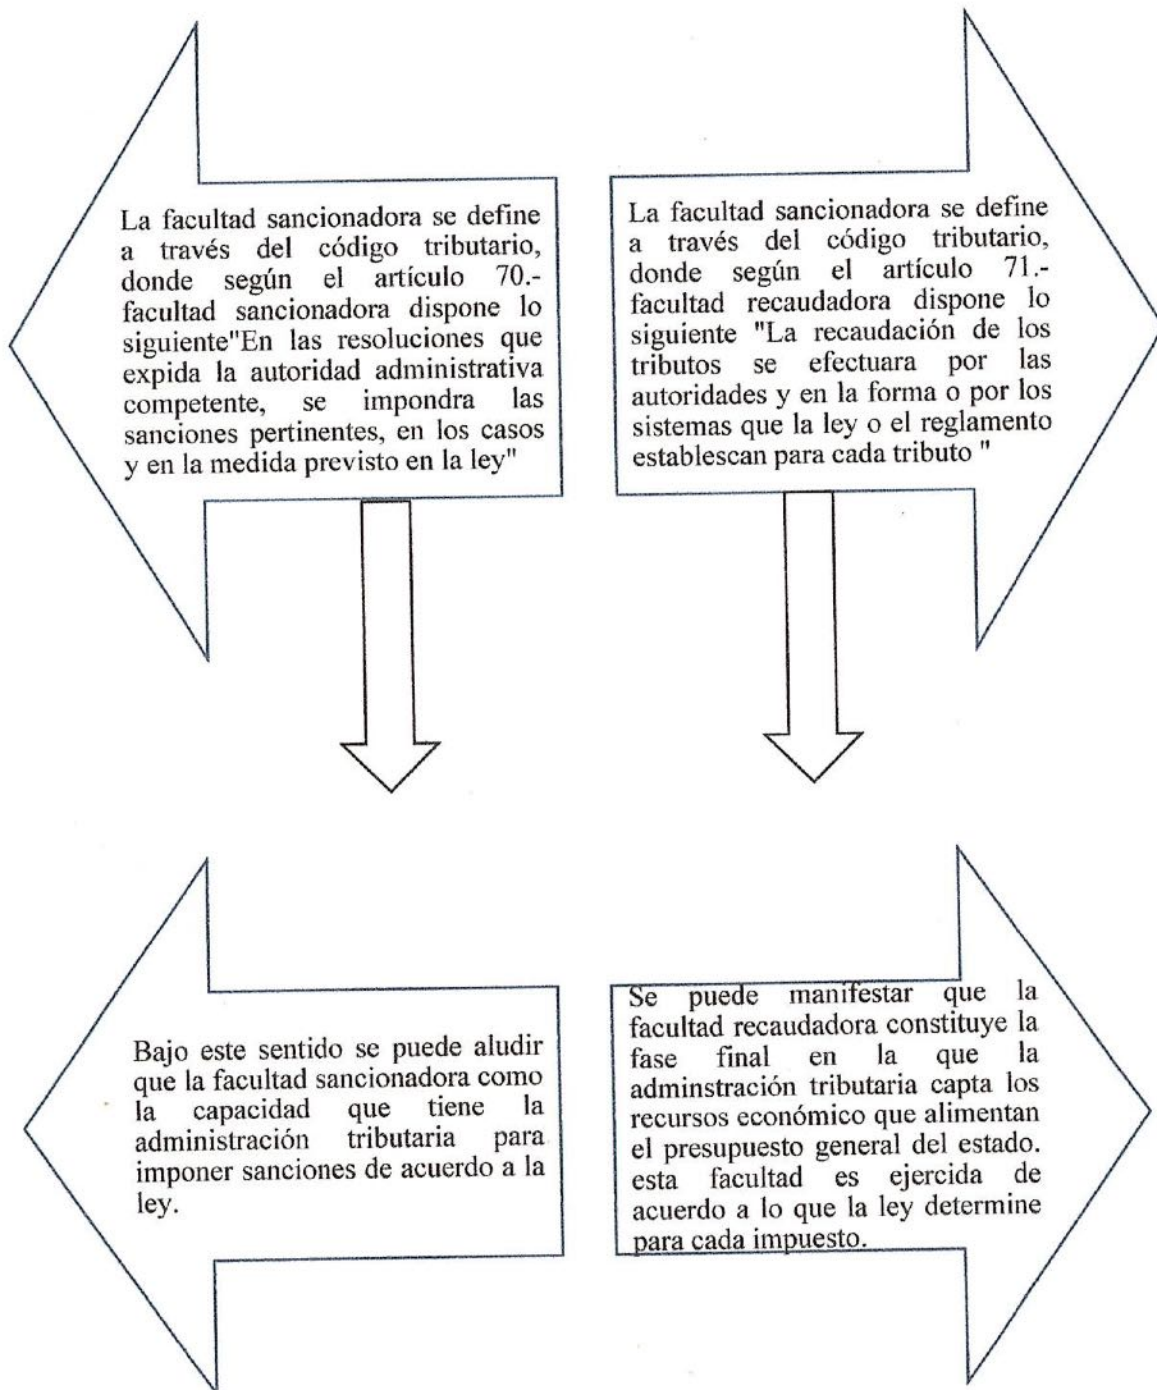 La facultad sancionadora se define
a través del código tributario,
donde según el artículo 70.-
facultad sancionadora dispone lo
siguiente"En las resoluciones que
expida la autoridad administrativa
competente, se impondra las
sanciones pertinentes, en los casos
y en la medida previsto en la ley"
La facultad sancionadora se define
a través del código tributario,
donde según el artículo 71.-
facultad recaudadora dispone lo
siguiente "La recaudación de los
tributos se efectuara por las
autoridades y en la forma o por los
sistemas que la ley o el reglamento
establescan para cada tributo "
Bajo este sentido se puede aludir
que la facultad sancionadora como
la capacidad que tiene la
administración tributaria para
imponer sanciones de acuerdo a la
ley.
Se puede manifestar que la
facultad recaudadora constituye la
fase final en la que la
adminstración tributaria capta los
recursos económico que alimentan
el presupuesto general del estado.
esta facultad es ejercida de
acuerdo a lo que la ley determine
para cada impuesto.